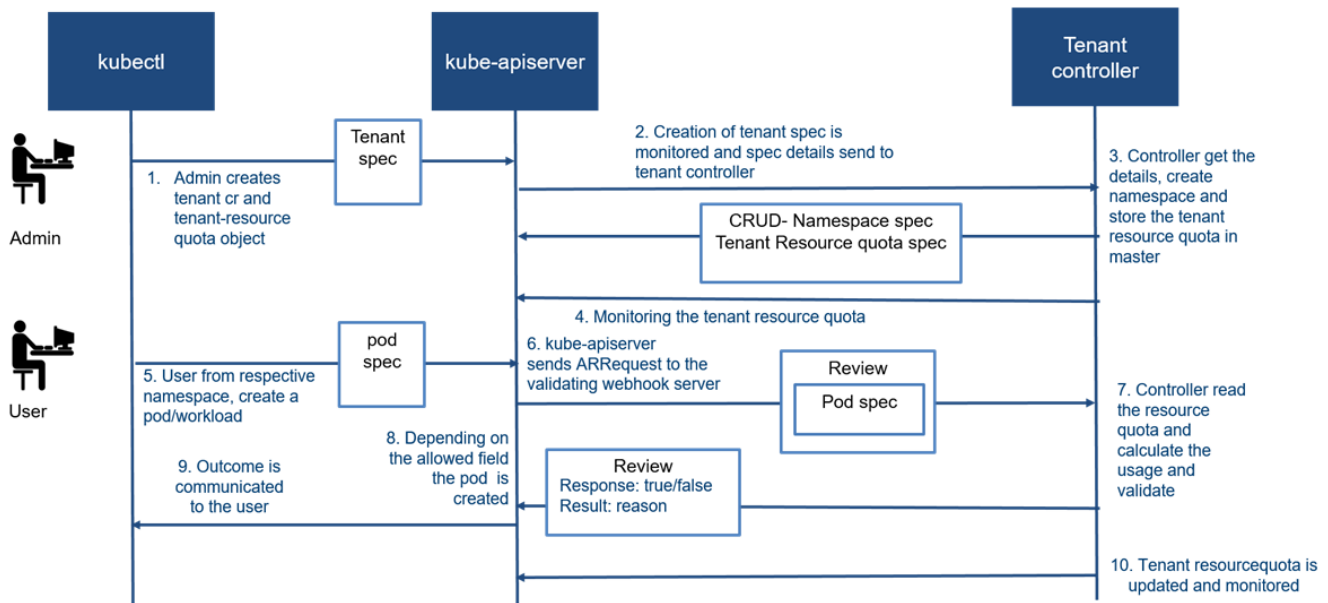 kubectl
kube-apiserver
Tenant
controller
Tenant
spec
2. Creation of tenant spec is
monitored and spec details send to
tenant controller
3. Controller get the
details, create
namespace and
store the tenant
resource quota in
master
1. Admin creates
tenant cr and
tenant-resource
quota object
Admin
CRUD- Namespace spec
Tenant Resource quota spec
4. Monitoring the tenant resource quota
pod
spec
6. kube-apiserver
sends ARRequest to the
validating webhook server
Review
Pod spec
5. User from respective
namespace, create a
pod/workload
User
7. Controller read
the resource
quota and
calculate the
usage and
validate
8. Depending on
the allowed field
the pod is
created
9. Outcome is
communicated
to the user
Review
Response: true/false
Result: reason
10. Tenant resourcequota is
updated and monitored